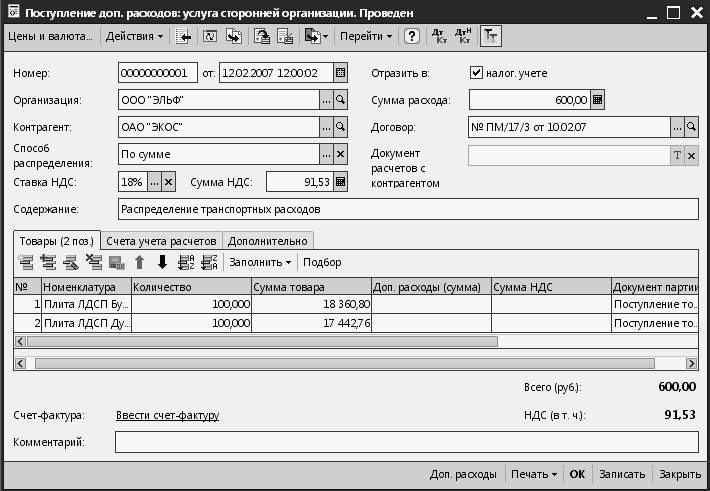 Поступление доп. расходов: услуга сторонней организации. Проведен
Цены и валюта... Действия Перейти ? Дт Кт Дт Кт Н Тт
Номер: 00000000001 от: 12.02.2007 12:00:02 Отразить в: налог. учете
Организация: ООО "ЭЛЬФ" ... Сумма расхода: 600,00
Контрагент: ОАО "ЭКОС" ... Договор: № ПМ/17/3 от 10.02.07 ...
Способ распределения: По сумме ... × Документ расчетов с контрагентом T ×
Ставка НДС: 18% ... × Сумма НДС: 91,53
Содержание: Распределение транспортных расходов
Товары (2 поз.) Счета учета расчетов Дополнительно
Заполнить Подбор
№ Номенклатура Количество Сумма товара Доп. расходы (сумма) Сумма НДС Документ партии
1 Плита ЛДСП Бу... 100,000 18 360,80 Поступление то...
2 Плита ЛДСП Ду... 100,000 17 442,76 Поступление то...
Всего (руб.): 600,00
Счет-фактура: Ввести счет-фактуру НДС (в т. ч.): 91,53
Комментарий:
Доп. расходы Печать ОК Записать Закрыть